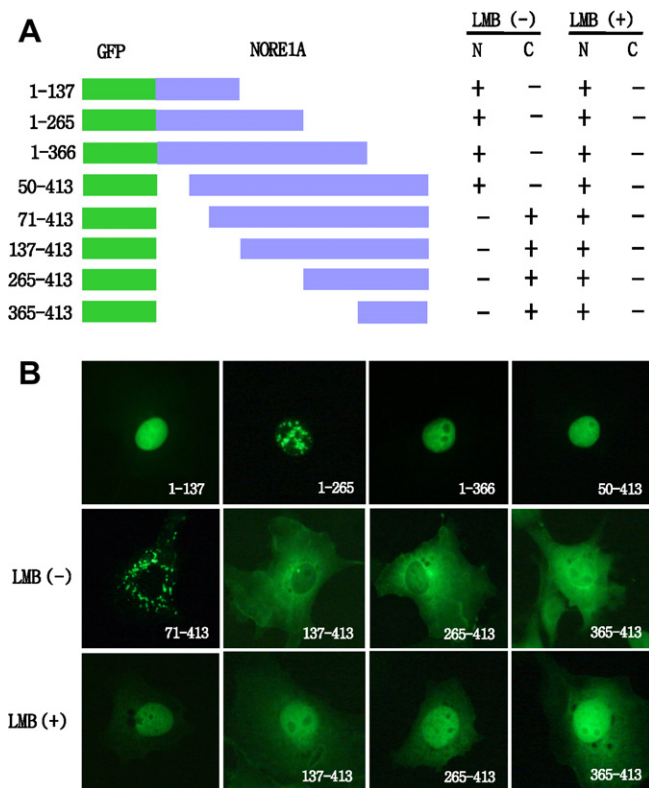 A
LMB (-) LMB (+)
GFP NORE1A N C N C
1-137 + - + -
1-265 + - + -
1-366 + - + -
50-413 + - + -
71-413 - + + -
137-413 - + + -
265-413 - + + -
365-413 - + + -
B
1-137 1-265 1-366 50-413
LMB (-)
71-413 137-413 265-413 365-413
LMB (+)
137-413 265-413 365-413